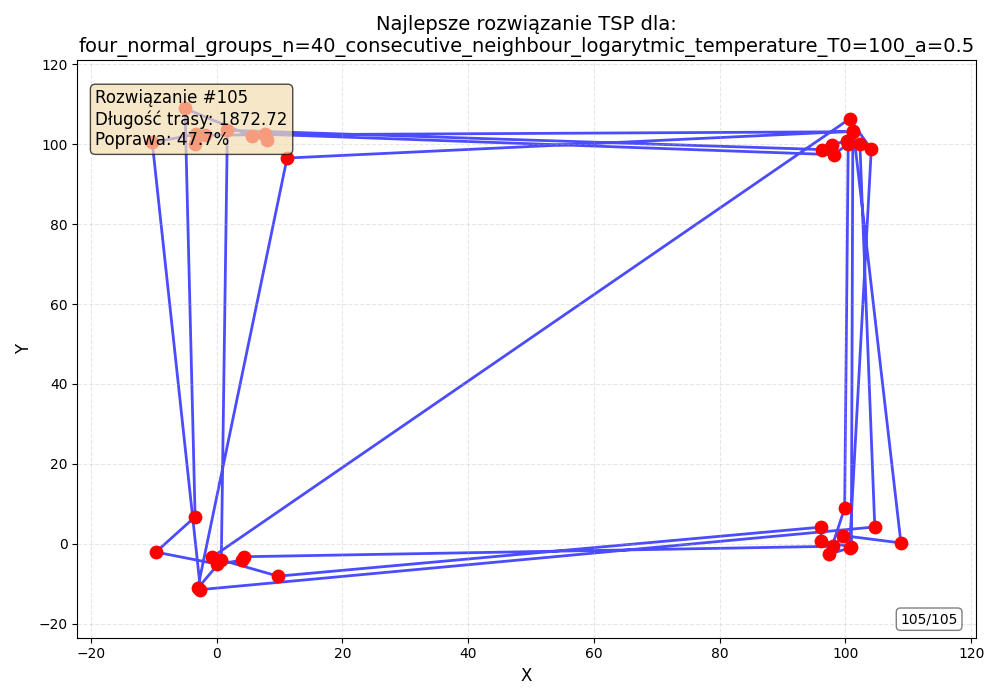 Najlepsze rozwiązanie TSP dla:
four_normal_groups_n=40_consecutive_neighbour_logarytmic_temperature_T0=100_a=0.5
120
100
80
60
40
20
0
−20
Y
Rozwiązanie #105
Długość trasy: 1872.72
Poprawa: 47.7%
105/105
−20
0
20
40
60
80
100
120
X